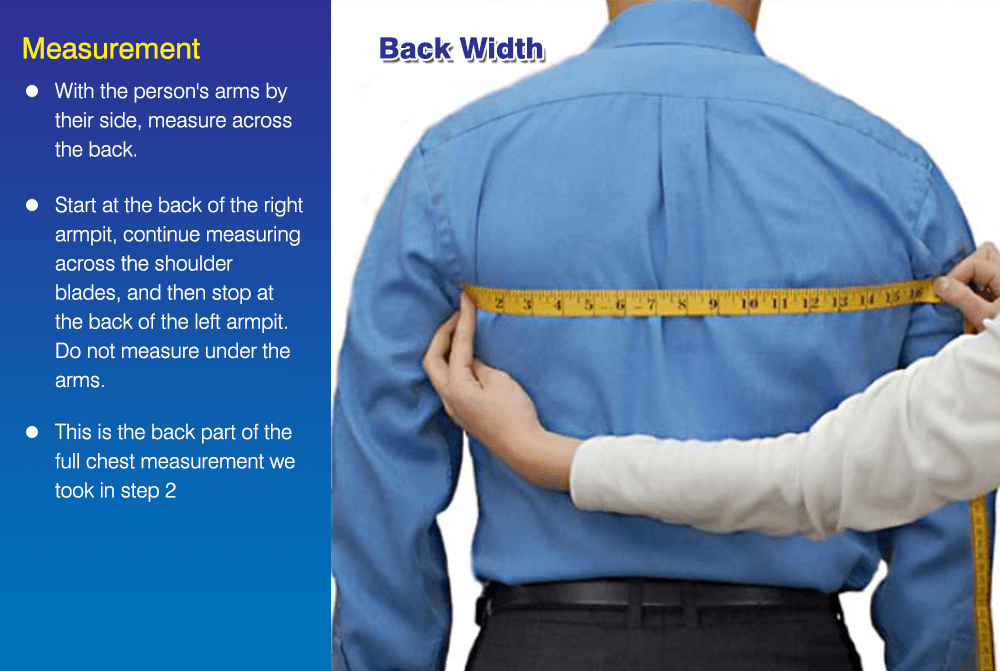 Measurement
With the person's arms by
their side, measure across
the back.
Start at the back of the right
armpit, continue measuring
across the shoulder
blades, and then stop at
the back of the left armpit.
Do not measure under the
arms.
This is the back part of the
full chest measurement we
took in step 2
Back Width
2 3 4 5 6 7 8 9 10 11 12 13 14 15 16